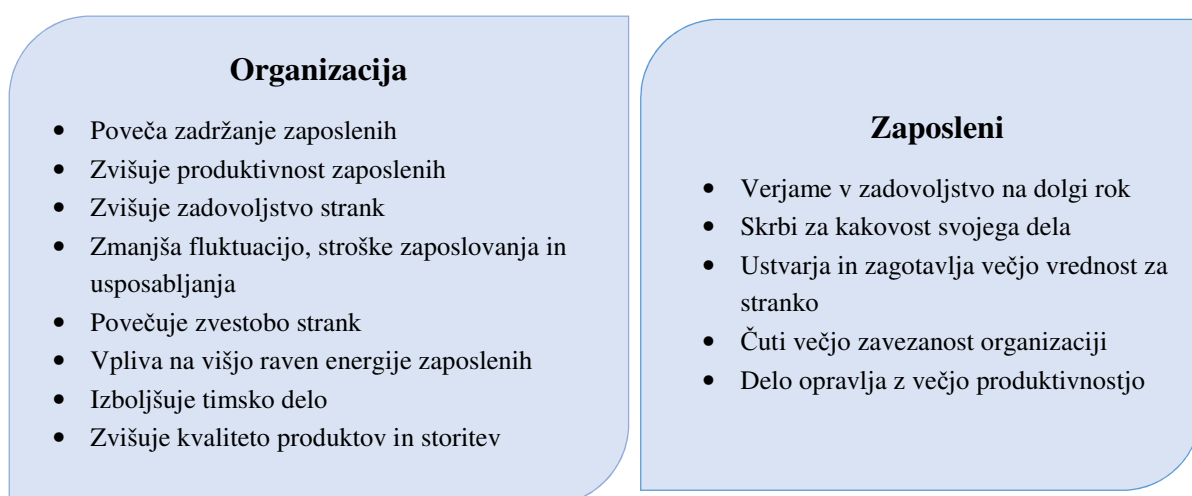 Organizacija
• Poveča zadržanje zaposlenih
• Zvišuje produktivnost zaposlenih
• Zvišuje zadovoljstvo strank
• Zmanjša fluktuacijo, stroške zaposlovanja in
usposabljanja
• Povečuje zvestobo strank
• Vpliva na višjo raven energije zaposlenih
• Izboljšuje timsko delo
• Zvišuje kvaliteto produktov in storitev
Zaposleni
• Verjame v zadovoljstvo na dolgi rok
• Skrbi za kakovost svojega dela
• Ustvarja in zagotavlja večjo vrednost za
stranko
• Čuti večjo zavezanost organizaciji
• Delo opravlja z večjo produktivnostjo